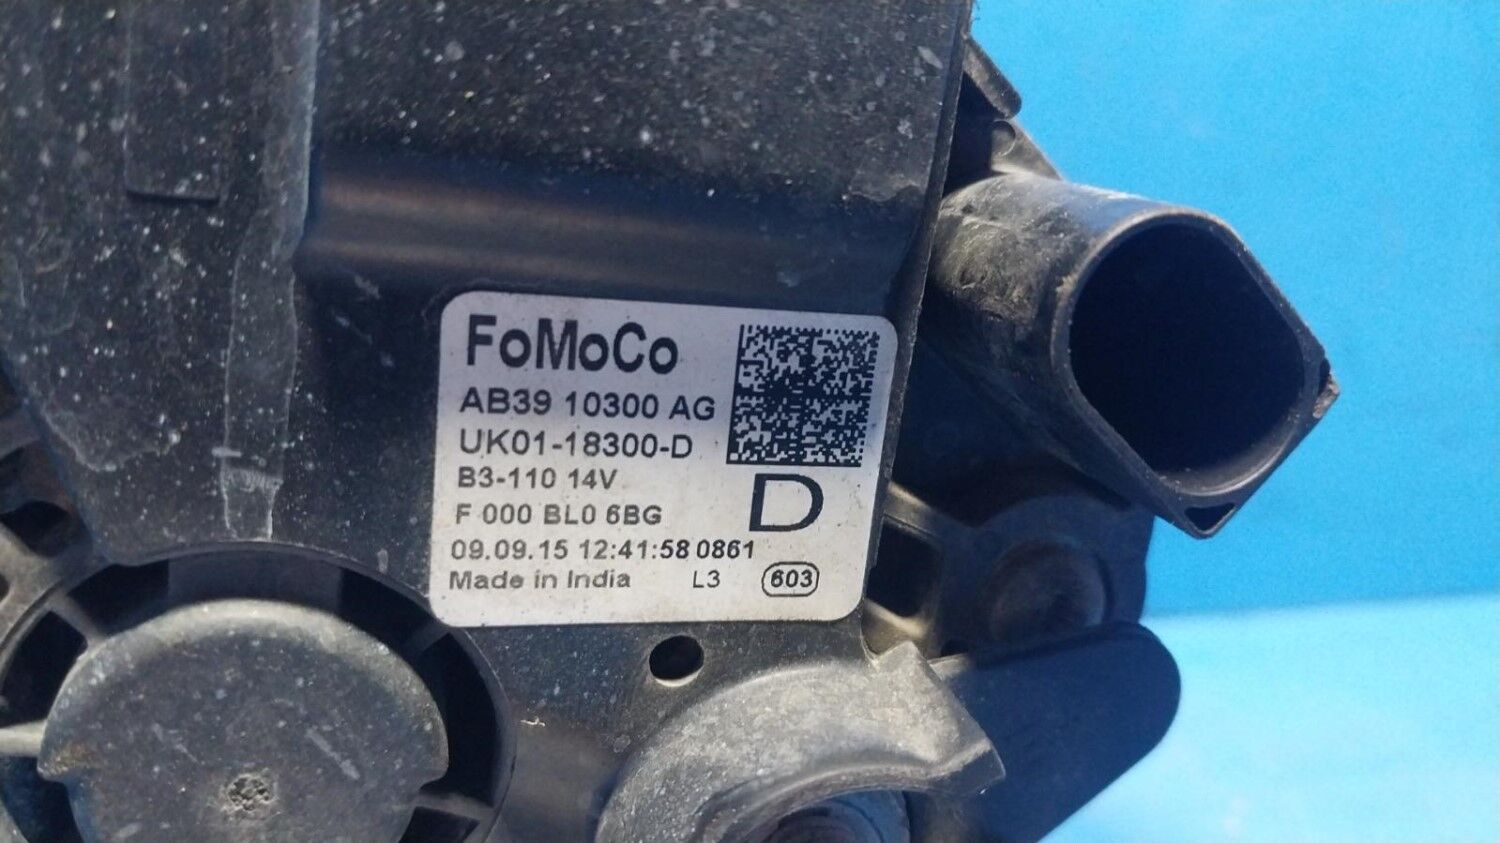 FoMoCo
AB39 10300 AG
UK01-18300-D
B3-110 14V
F 000 BL0 6BG
D
09.09.15 12:41:58 0861
Made in India L3 603